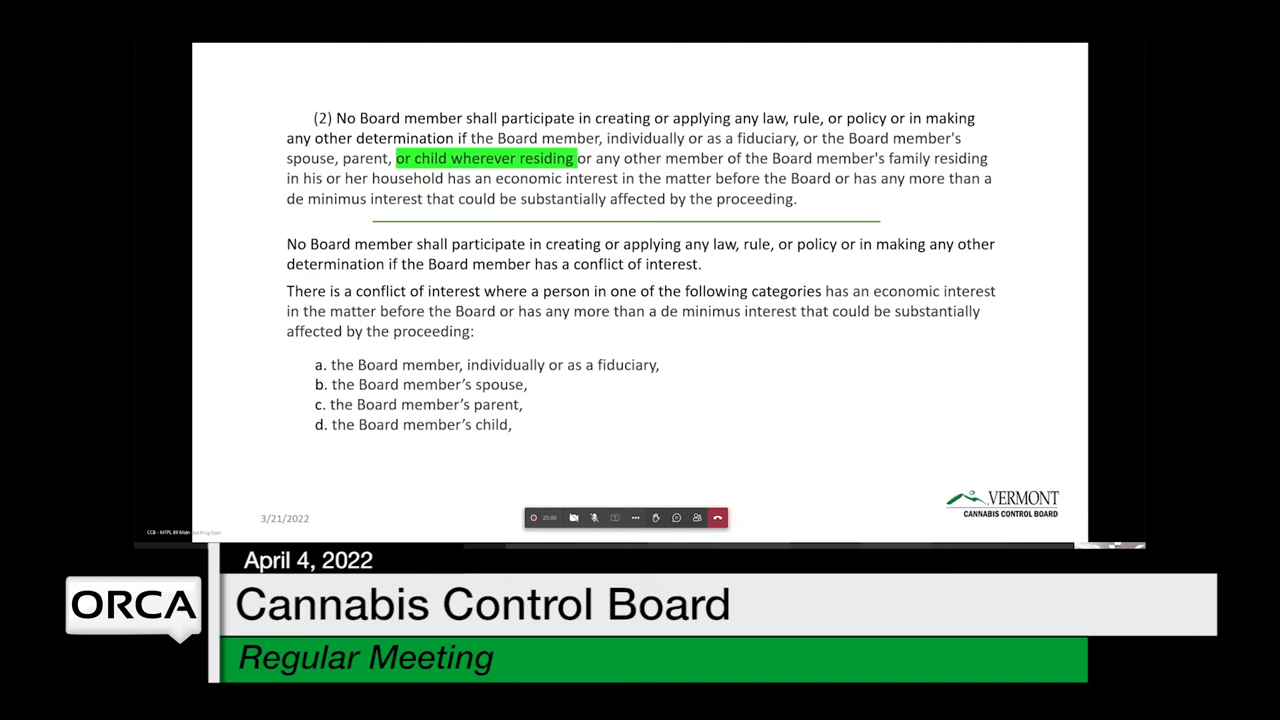 (2) No Board member shall participate in creating or applying any law, rule, or policy or in making
any other determination if the Board member, individually or as a fiduciary, or the Board member's
spouse, parent, or child wherever residing or any other member of the Board member's family residing
in his or her household has an economic interest in the matter before the Board or has any more than a
de minimus interest that could be substantially affected by the proceeding.
No Board member shall participate in creating or applying any law, rule, or policy or in making any other
determination if the Board member has a conflict of interest.
There is a conflict of interest where a person in one of the following categories has an economic interest
in the matter before the Board or has any more than a de minimus interest that could be substantially
affected by the proceeding:
a. the Board member, individually or as a fiduciary,
b. the Board member’s spouse,
c. the Board member’s parent,
d. the Board member’s child,
VERMONT
CANNABIS CONTROL BOARD
3/21/2022
25:00
CCB - MTPL 89 Main
April 4, 2022
ORCA
Cannabis Control Board
Regular Meeting